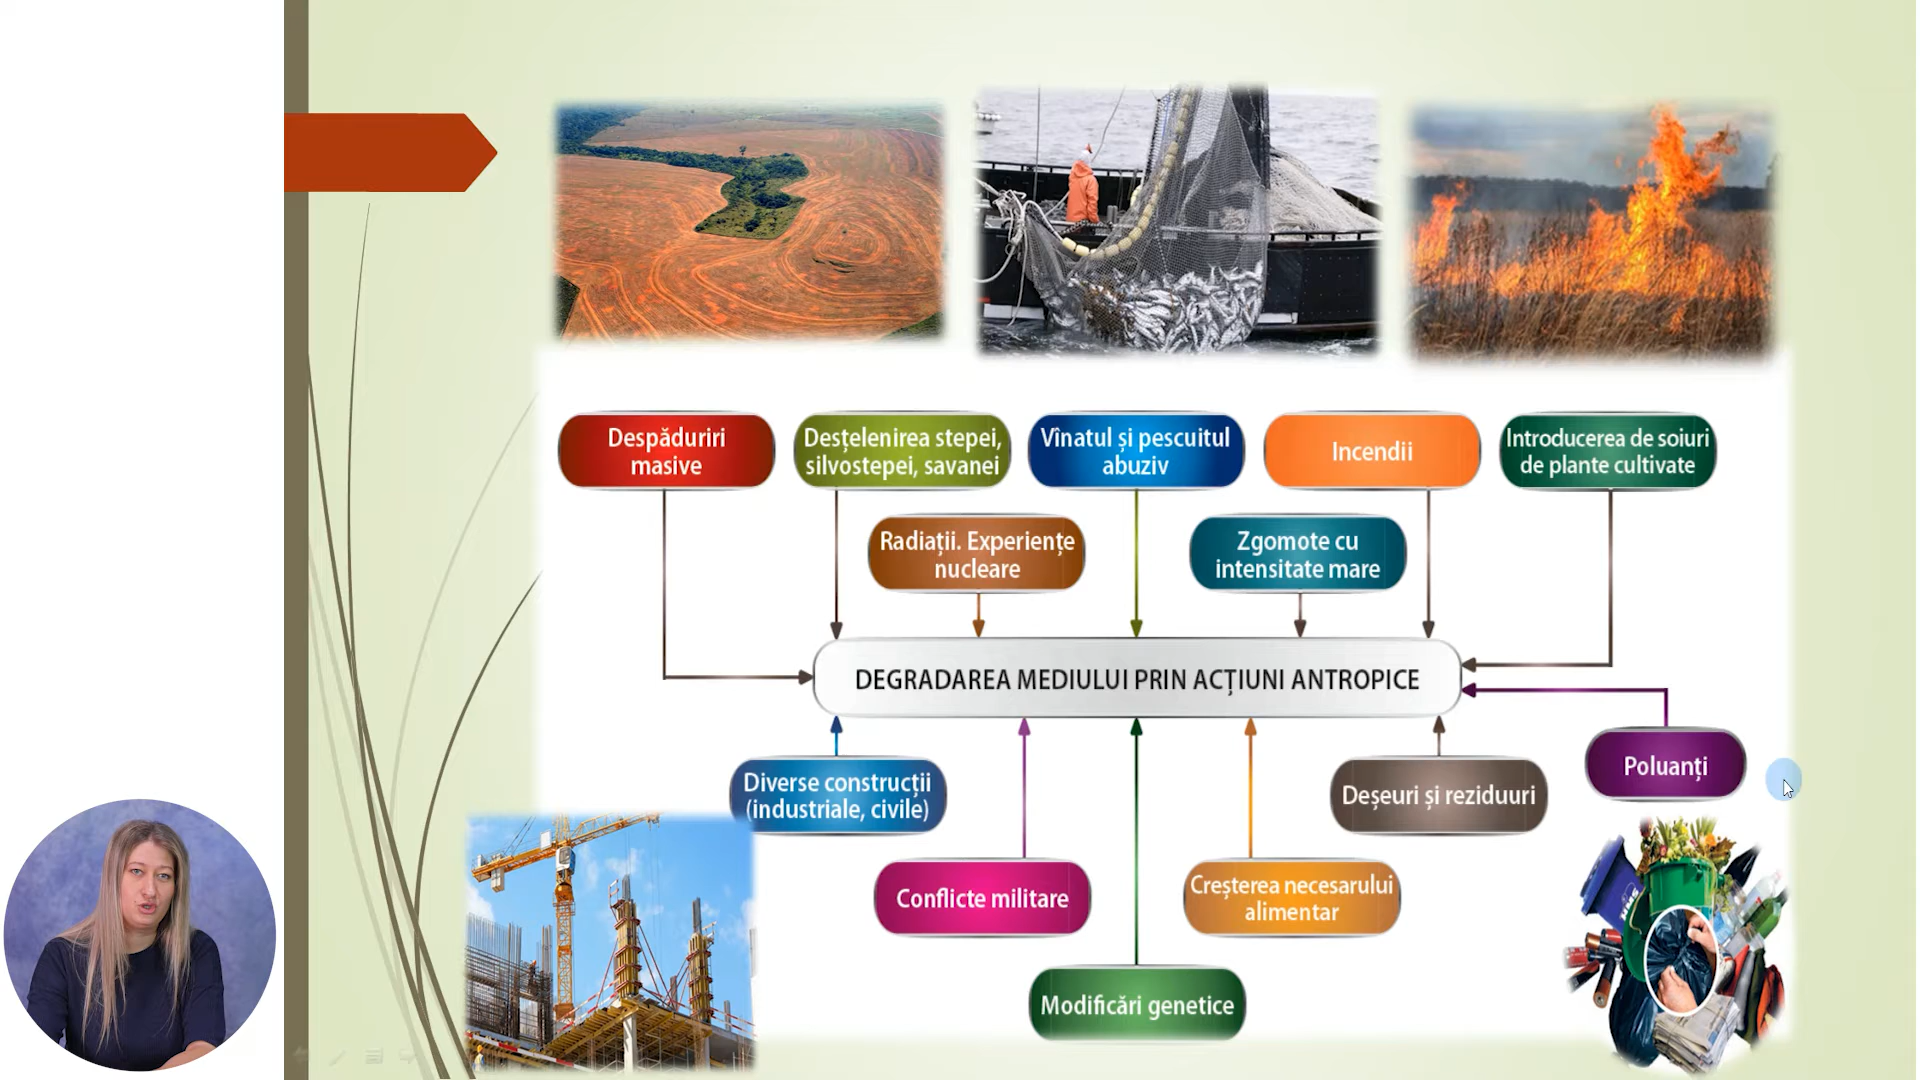 Despăduriri
masive
Deșțelenirea stepei,
silvostepei, savanei
Vînatul și pescuitul
abuziv
Incendii
Introducerea de soiuri
de plante cultivate
Radiații. Experiențe
nucleare
Zgomote cu
intensitate mare
DEGRADAREA MEDIULUI PRIN ACȚIUNI ANTROPICE
Diverse construcții
(industriale, civile)
Deșeuri și reziduuri
Poluanți
Conflicte militare
Creșterea necesarului
alimentar
Modificări genetice